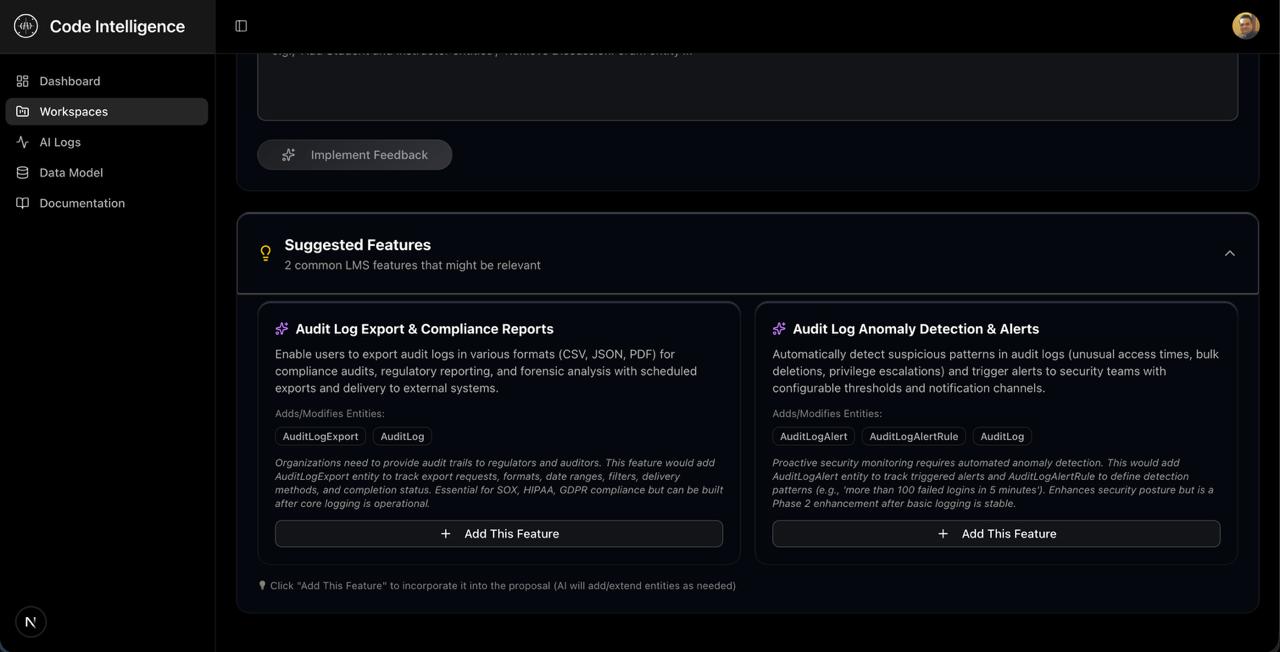 Code Intelligence
Dashboard
Workspaces
AI Logs
Data Model
Documentation
N
Implement Feedback
Suggested Features
2 common LMS features that might be relevant
Audit Log Export & Compliance Reports
Enable users to export audit logs in various formats (CSV, JSON, PDF) for
compliance audits, regulatory reporting, and forensic analysis with scheduled
exports and delivery to external systems.
Adds/Modifies Entities:
AuditLogExport AuditLog
Organizations need to provide audit trails to regulators and auditors. This feature would add
AuditLogExport entity to track export requests, formats, date ranges, filters, delivery
methods, and completion status. Essential for SOX, HIPAA, GDPR compliance but can be built
after core logging is operational.
+ Add This Feature
Audit Log Anomaly Detection & Alerts
Automatically detect suspicious patterns in audit logs (unusual access times, bulk
deletions, privilege escalations) and trigger alerts to security teams with
configurable thresholds and notification channels.
Adds/Modifies Entities:
AuditLogAlert AuditLogAlertRule AuditLog
Proactive security monitoring requires automated anomaly detection. This would add
AuditLogAlert entity to track triggered alerts and AuditLogAlertRule to define detection
patterns (e.g., 'more than 100 failed logins in 5 minutes'). Enhances security posture but is a
Phase 2 enhancement after basic logging is stable.
+ Add This Feature
Click "Add This Feature" to incorporate it into the proposal (AI will add/extend entities as needed)